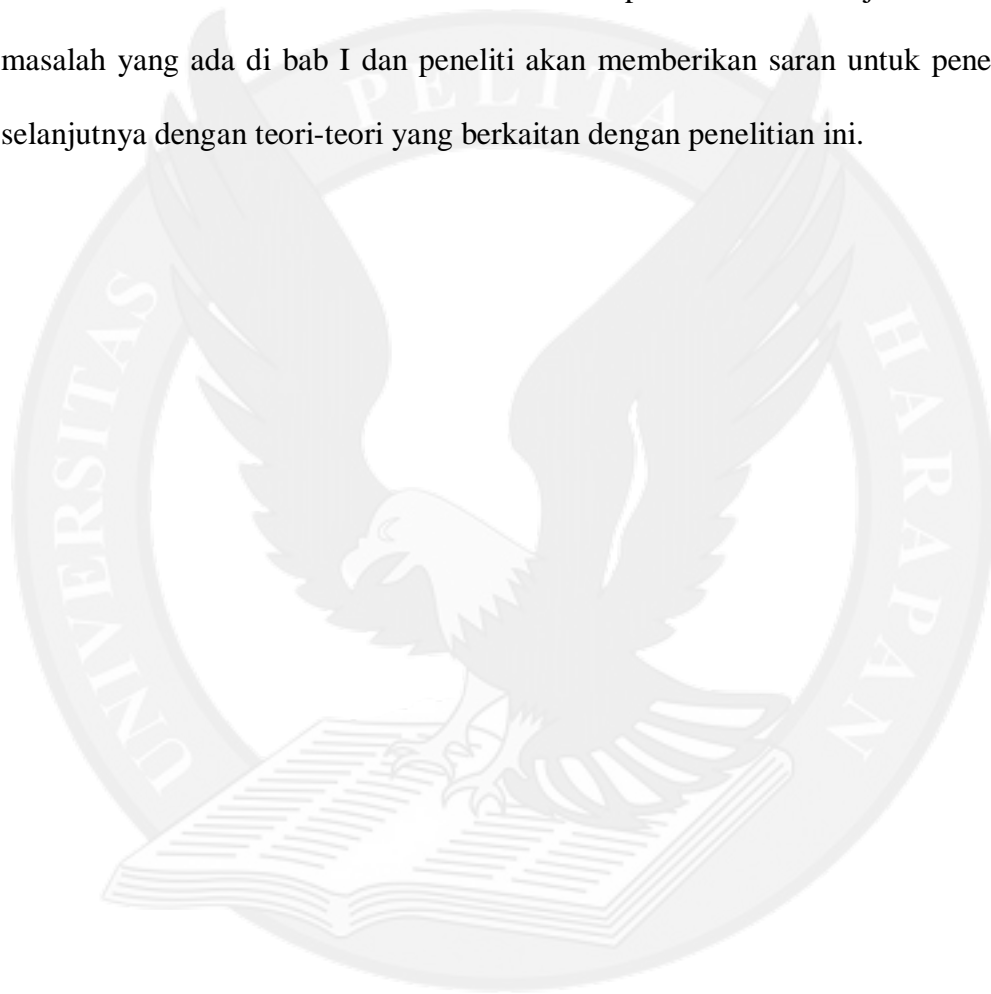 masalah yang ada di bab I dan peneliti akan memberikan saran untuk pene
selanjutnya dengan teori-teori yang berkaitan dengan penelitian ini.
UNIVERSITAS PELITA HARAPAN